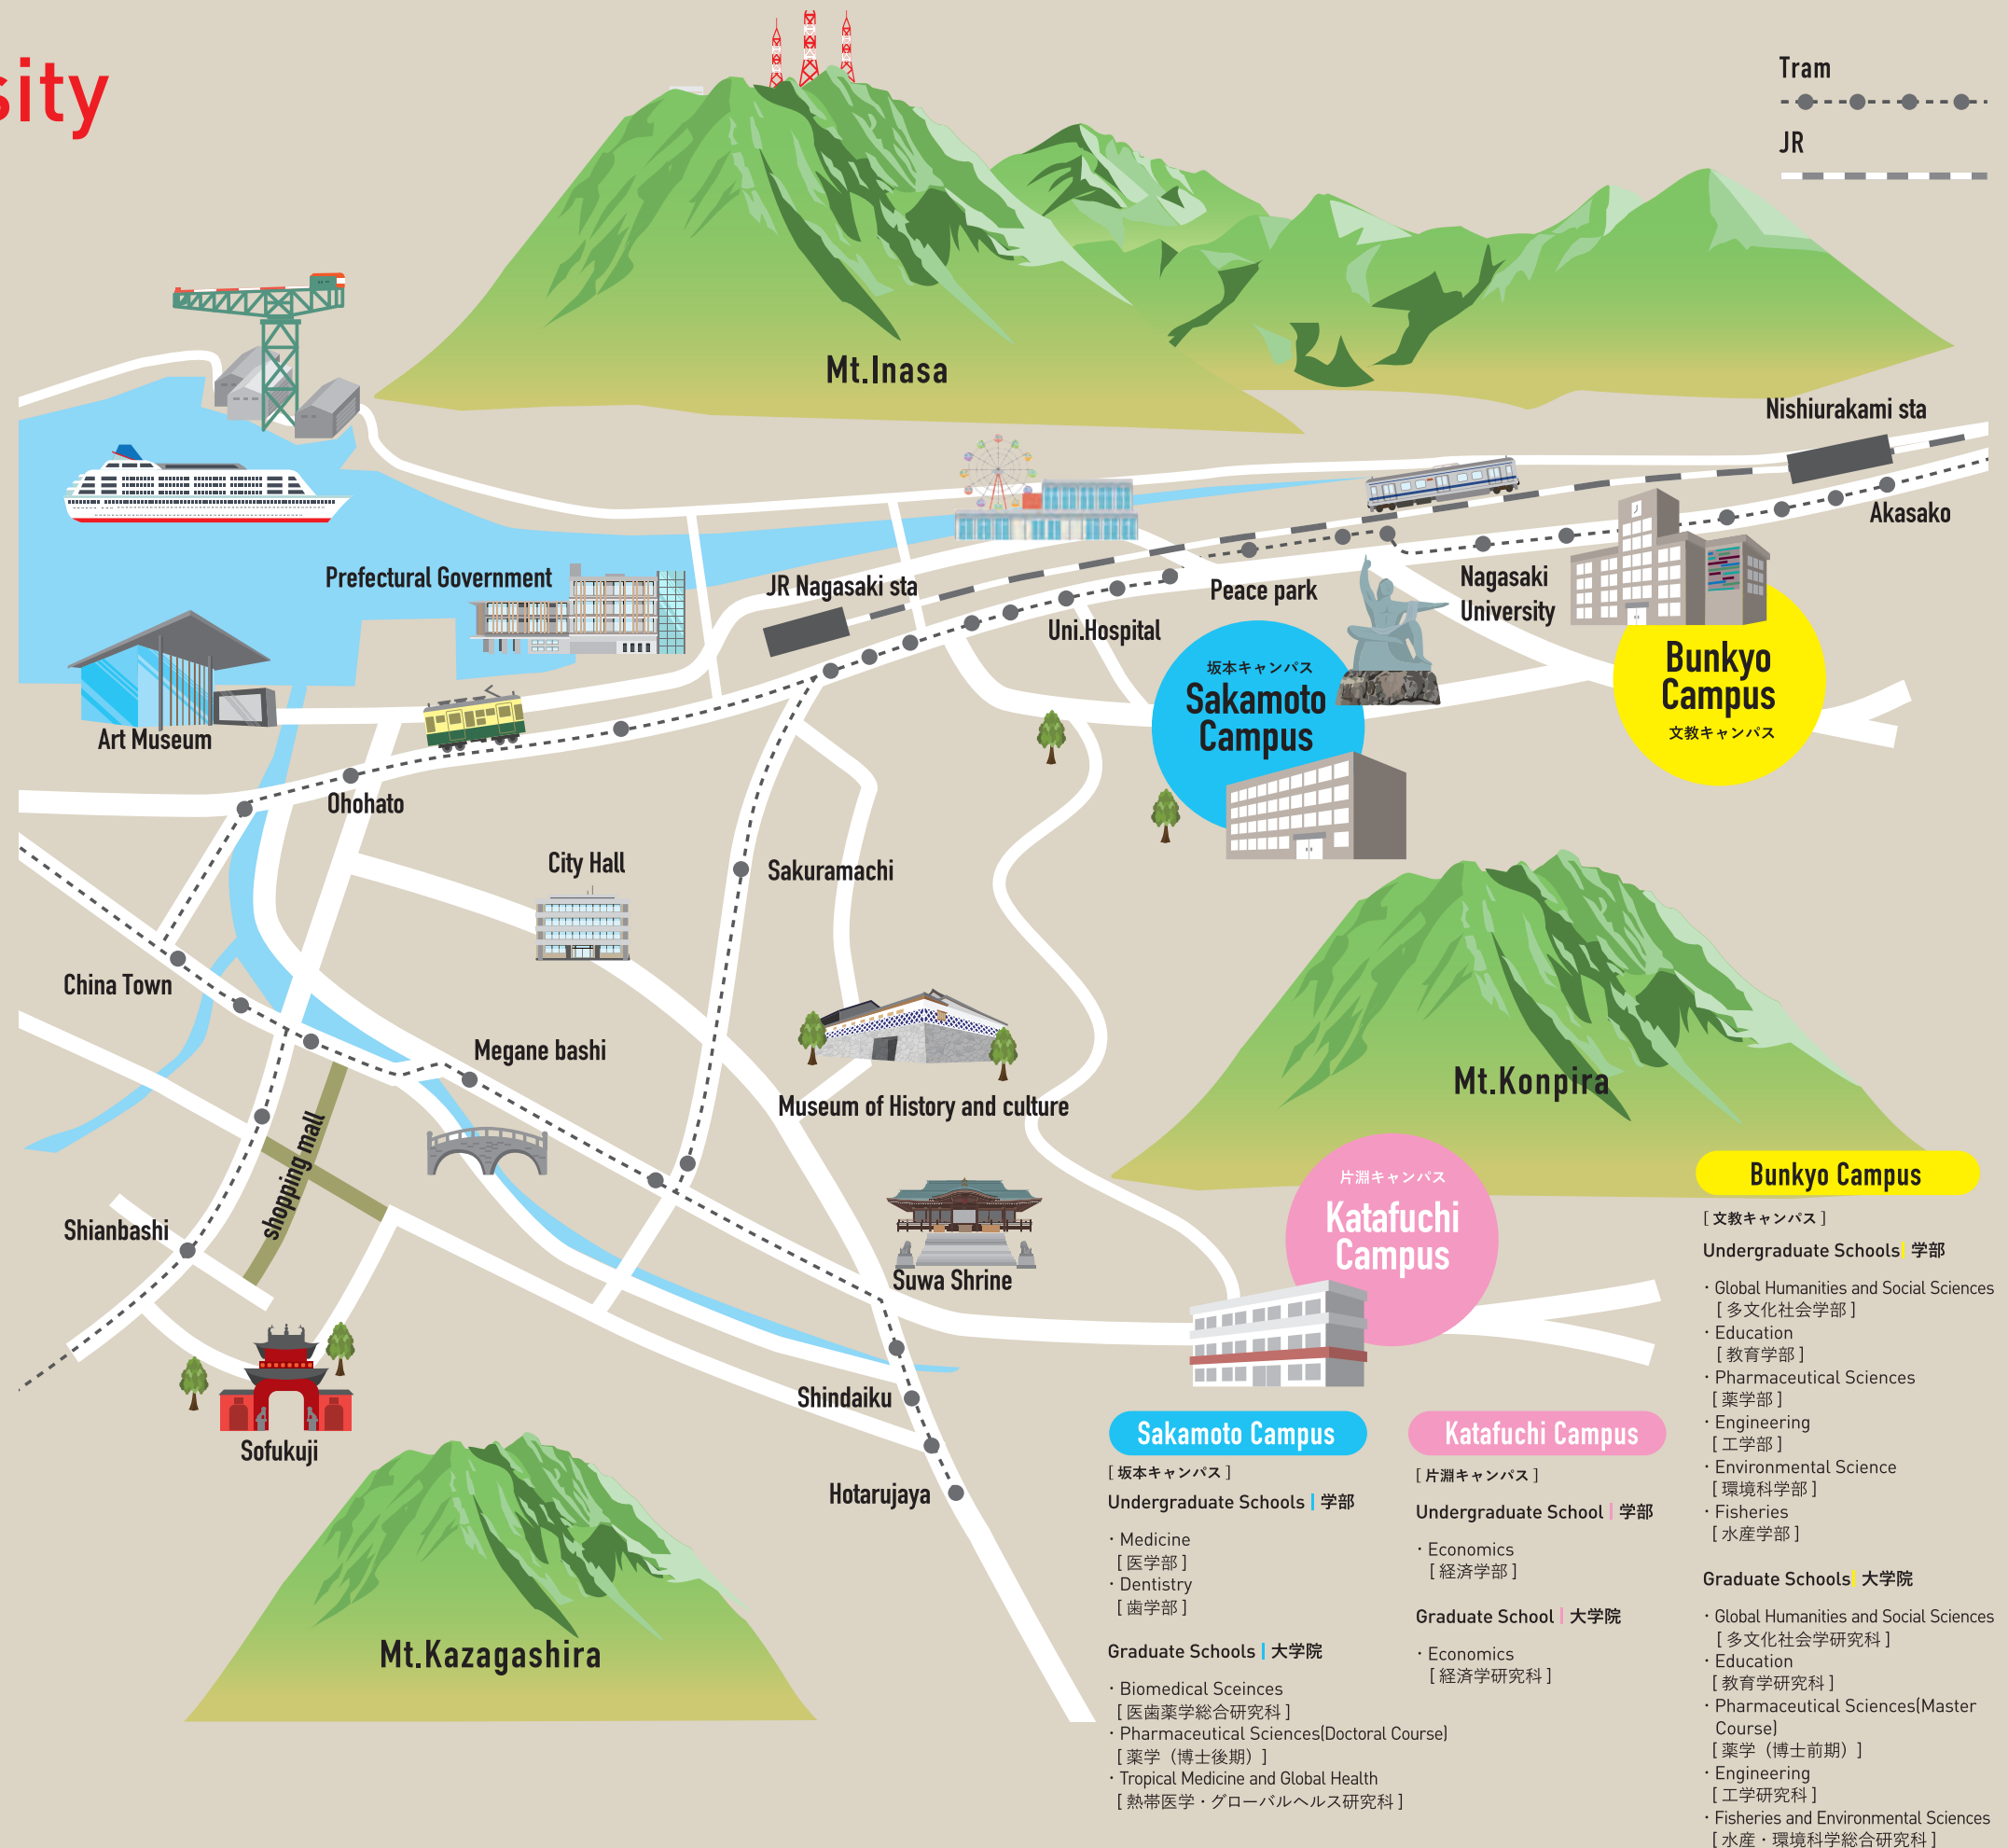 sity
Tram
JR
Mt.Inasa
Nishiurakami sta
Akasako
Prefectural Government
JR Nagasaki sta
Peace park
Nagasaki
University
Uni.Hospital
坂本キャンパス
Sakamoto
Campus
Bunkyo
Campus
文教キャンパス
Art Museum
Ohohato
City Hall
Sakuramachi
China Town
Megane bashi
Museum of History and culture
Mt.Konpira
shopping mall
Shianbashi
Suwa Shrine
片淵キャンパス
Katafuchi
Campus
Sofukuji
Shindaiku
Hotarujaya
Mt.Kazagashira
Sakamoto Campus
[ 坂本キャンパス ]
Undergraduate Schools | 学部
・Medicine
[ 医学部 ]
・Dentistry
[ 歯学部 ]
Graduate Schools | 大学院
・Biomedical Sceinces
[ 医歯薬学総合研究科 ]
・Pharmaceutical Sciences(Doctoral Course)
[ 薬学（博士後期）]
・Tropical Medicine and Global Health
[ 熱帯医学・グローバルヘルス研究科 ]
Katafuchi Campus
[ 片淵キャンパス ]
Undergraduate School | 学部
・Economics
[ 経済学部 ]
Graduate School | 大学院
・Economics
[ 経済学研究科 ]
Bunkyo Campus
[ 文教キャンパス ]
Undergraduate Schools | 学部
・Global Humanities and Social Sciences
[ 多文化社会学部 ]
・Education
[ 教育学部 ]
・Pharmaceutical Sciences
[ 薬学部 ]
・Engineering
[ 工学部 ]
・Environmental Science
[ 環境科学部 ]
・Fisheries
[ 水産学部 ]
Graduate Schools | 大学院
・Global Humanities and Social Sciences
[ 多文化社会学研究科 ]
・Education
[ 教育学研究科 ]
・Pharmaceutical Sciences(Master
Course)
[ 薬学（博士前期）]
・Engineering
[ 工学研究科 ]
・Fisheries and Environmental Sciences
[ 水産・環境科学総合研究科 ]